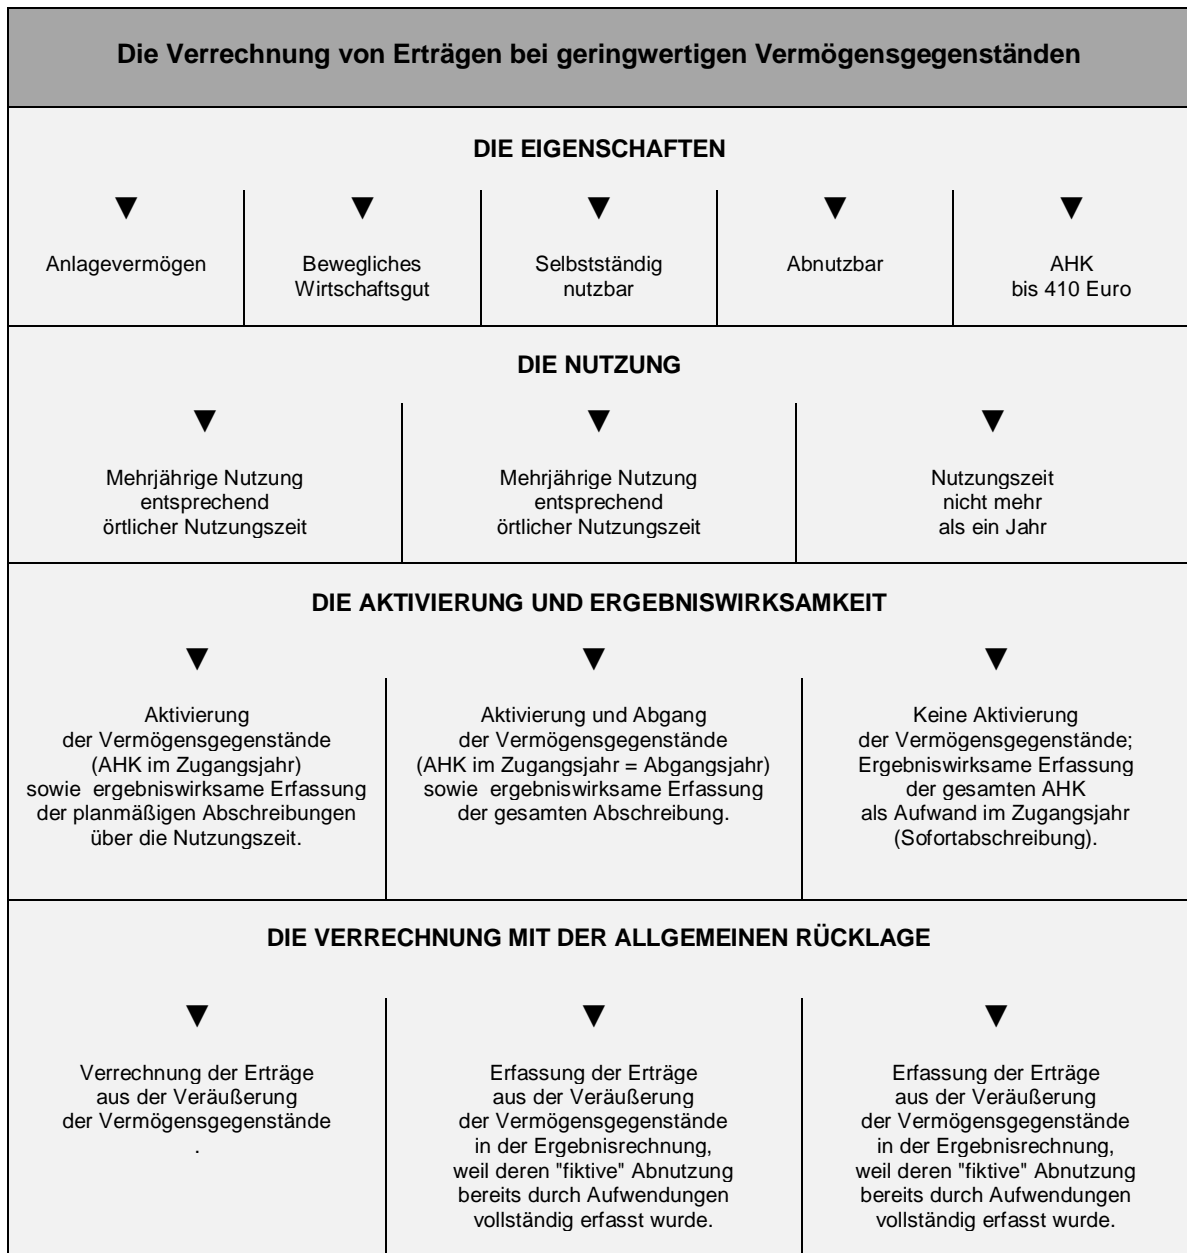 Die Verrechnung von Erträgen bei geringwertigen Vermögensgegenständen
DIE EIGENSCHAFTEN
▼ ▼ ▼ ▼ ▼
Anlagevermögen
Bewegliches
Wirtschaftsgut
Selbstständig
nutzbar
Abnutzbar
AHK
bis 410 Euro
DIE NUTZUNG
▼ ▼ ▼
Mehrjährige Nutzung
entsprechend
örtlicher Nutzungszeit
Mehrjährige Nutzung
entsprechend
örtlicher Nutzungszeit
Nutzungszeit
nicht mehr
als ein Jahr
DIE AKTIVIERUNG UND ERGEBNISWIRKSAMKEIT
▼ ▼ ▼
Aktivierung
der Vermögensgegenstände
(AHK im Zugangsjahr)
sowie ergebniswirksame Erfassung
der planmäßigen Abschreibungen
über die Nutzungszeit.
Aktivierung und Abgang
der Vermögensgegenstände
(AHK im Zugangsjahr = Abgangsjahr)
sowie ergebniswirksame Erfassung
der gesamten Abschreibung.
Keine Aktivierung
der Vermögensgegenstände;
Ergebniswirksame Erfassung
der gesamten AHK
als Aufwand im Zugangsjahr
(Sofortabschreibung).
DIE VERRECHNUNG MIT DER ALLGEMEINEN RÜCKLAGE
▼ ▼ ▼
Verrechnung der Erträge
aus der Veräußerung
der Vermögensgegenstände
.
Erfassung der Erträge
aus der Veräußerung
der Vermögensgegenstände
in der Ergebnisrechnung,
weil deren "fiktive" Abnutzung
bereits durch Aufwendungen
vollständig erfasst wurde.
Erfassung der Erträge
aus der Veräußerung
der Vermögensgegenstände
in der Ergebnisrechnung,
weil deren "fiktive" Abnutzung
bereits durch Aufwendungen
vollständig erfasst wurde.